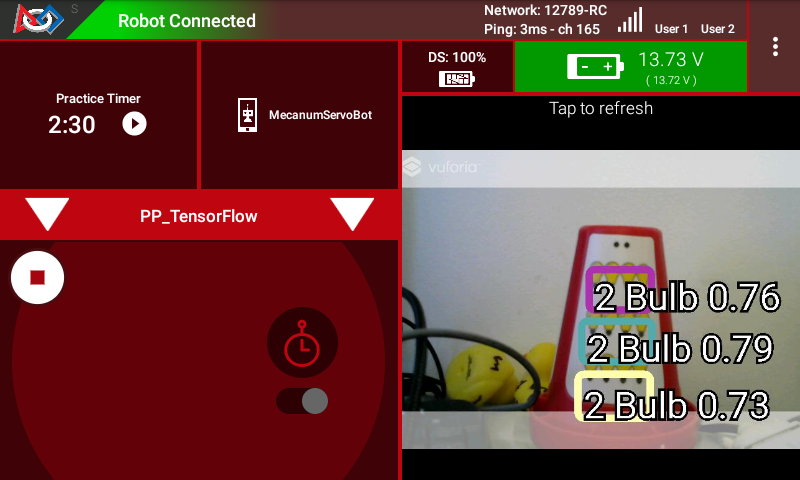 S
Robot Connected
Network: 12789-RC
Ping: 3ms - ch 165
User 1 User 2
Practice Timer
2:30
MecanumServoBot
DS: 100%
13.73 V
( 13.72 V )
PP_TensorFlow
Tap to refresh
vuforia
2 Bulb 0.76
2 Bulb 0.79
2 Bulb 0.73